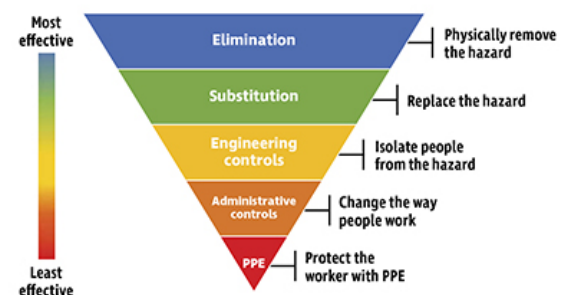 Most
effective
Elimination
Physically remove
the hazard
Substitution
Replace the hazard
Engineering
controls
Isolate people
from the hazard
Administrative
controls
Change the way
people work
PPE
Protect the
worker with PPE
Least
effective